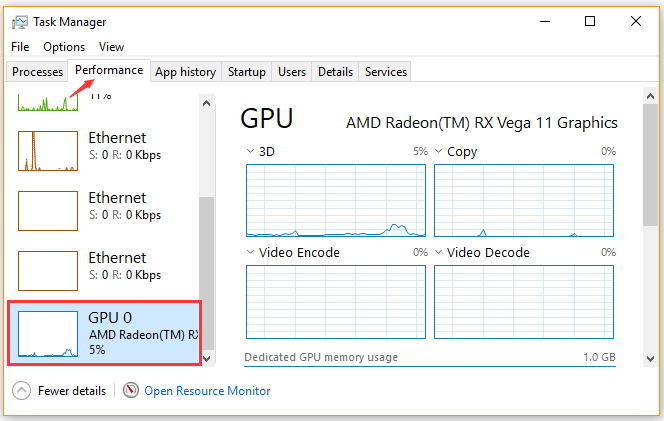 Task Manager
File Options View
Processes Performance App history Startup Users Details Services
Ethernet
S: 0 R: 0 Kbps
Ethernet
S: 0 R: 0 Kbps
Ethernet
S: 0 R: 0 Kbps
GPU 0
AMD Radeon(TM) RX
5%
GPU AMD Radeon(TM) RX Vega 11 Graphics
3D 5% Copy 0%
Video Encode 0% Video Decode 0%
Dedicated GPU memory usage 1.0 GB
Fewer details Open Resource Monitor